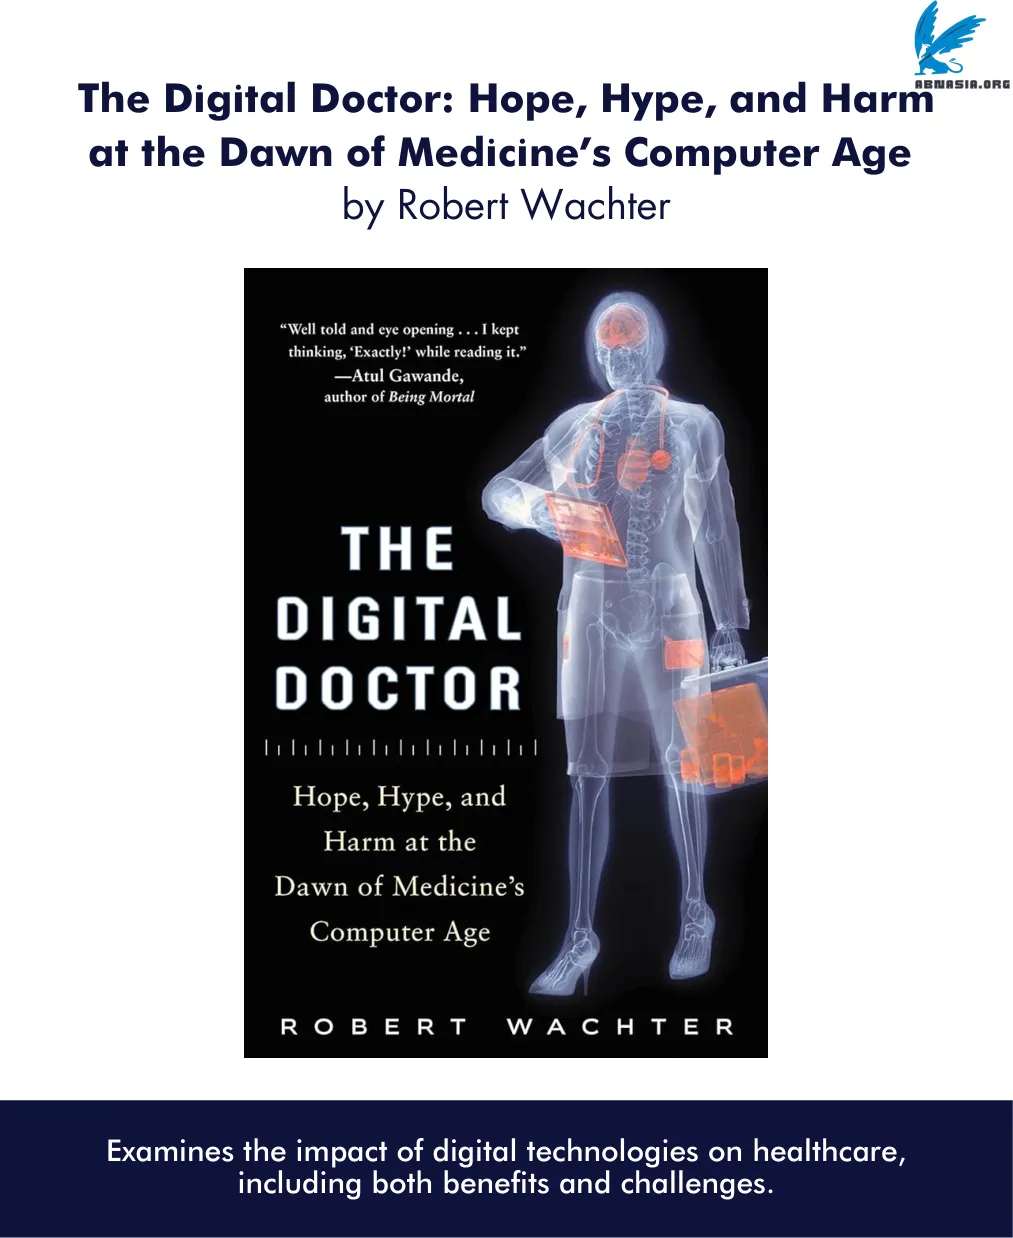 ABNASIA.ORG
The Digital Doctor: Hope, Hype, and Harm
at the Dawn of Medicine’s Computer Age
by Robert Wachter
“Well told and eye opening . . . I kept
thinking, ‘Exactly!’ while reading it.”
—Atul Gawande,
author of Being Mortal
THE
DIGITAL
DOCTOR
Hope, Hype, and
Harm at the
Dawn of Medicine’s
Computer Age
ROBERT WACHTER
Examines the impact of digital technologies on healthcare,
including both benefits and challenges.